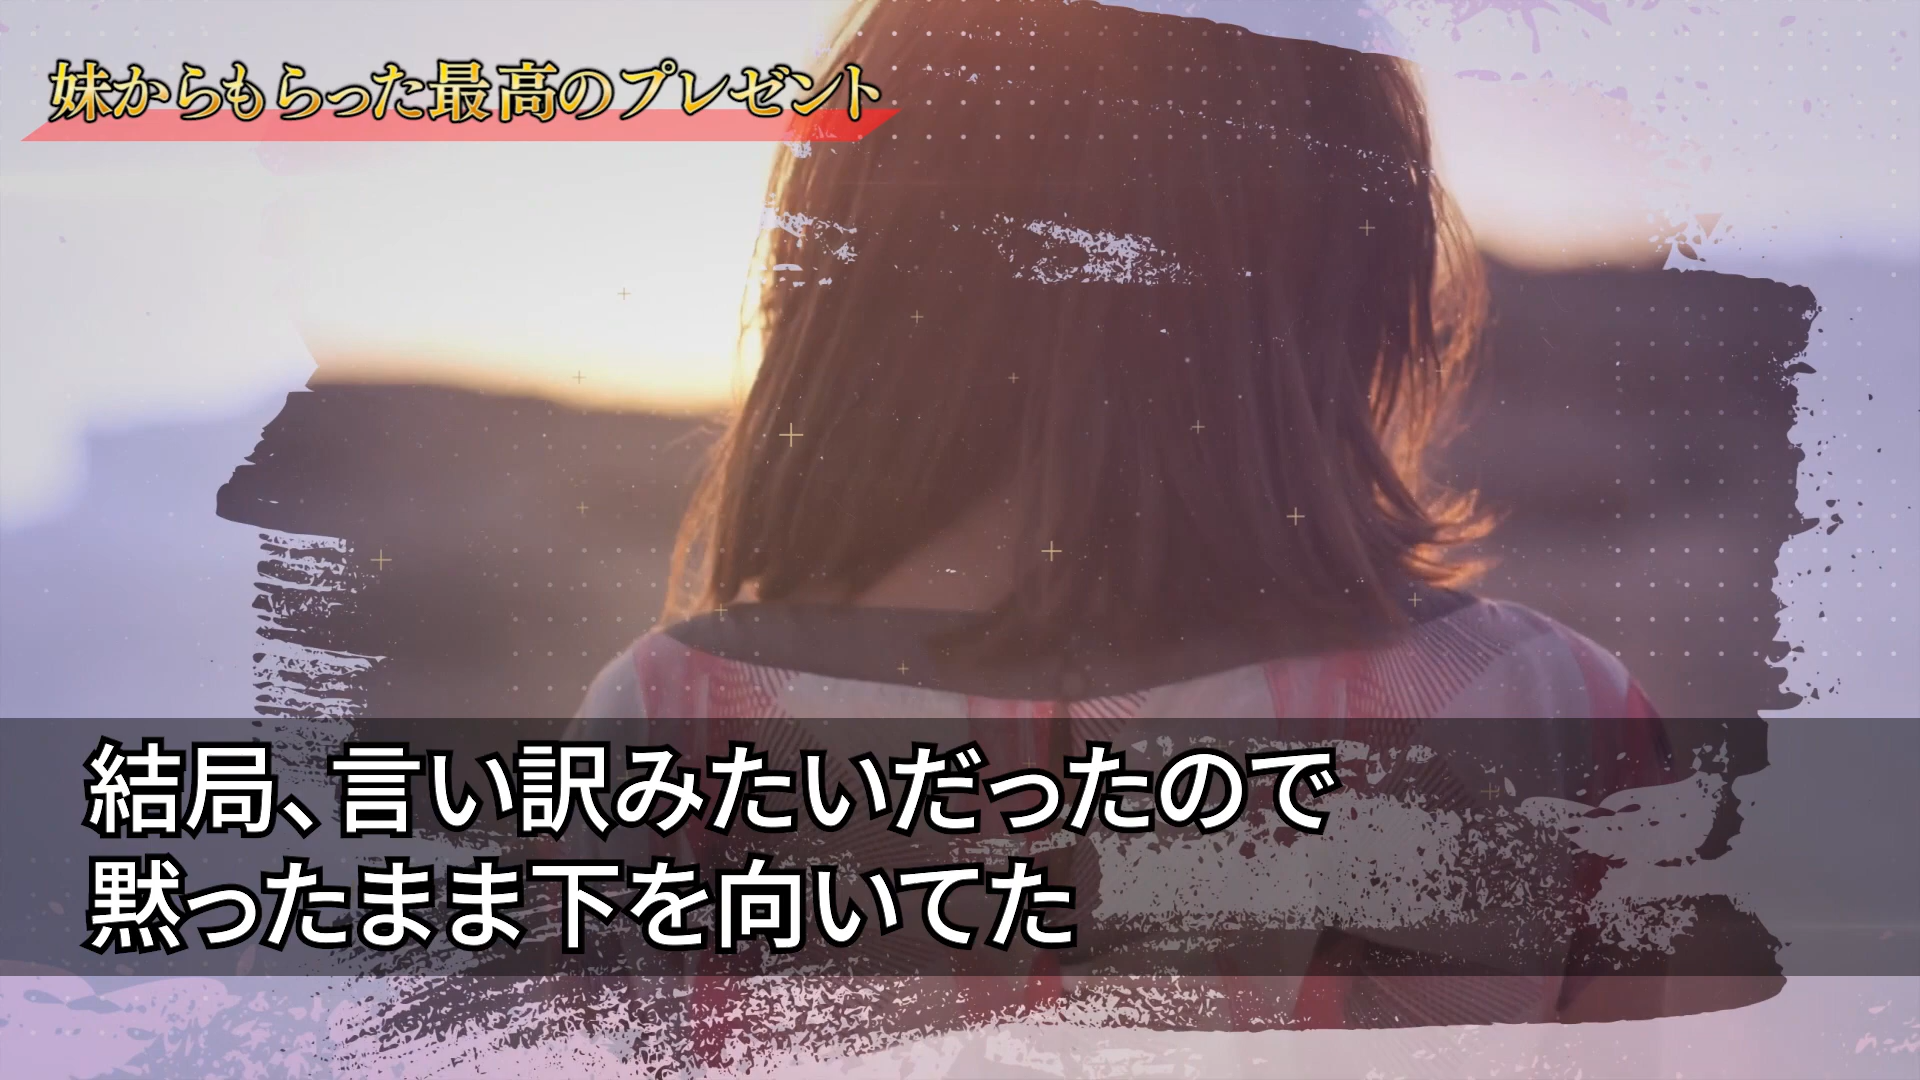 妹からもらった最高のプレゼント
結局、言い訳みたいだったので
黙ったまま下を向いてた